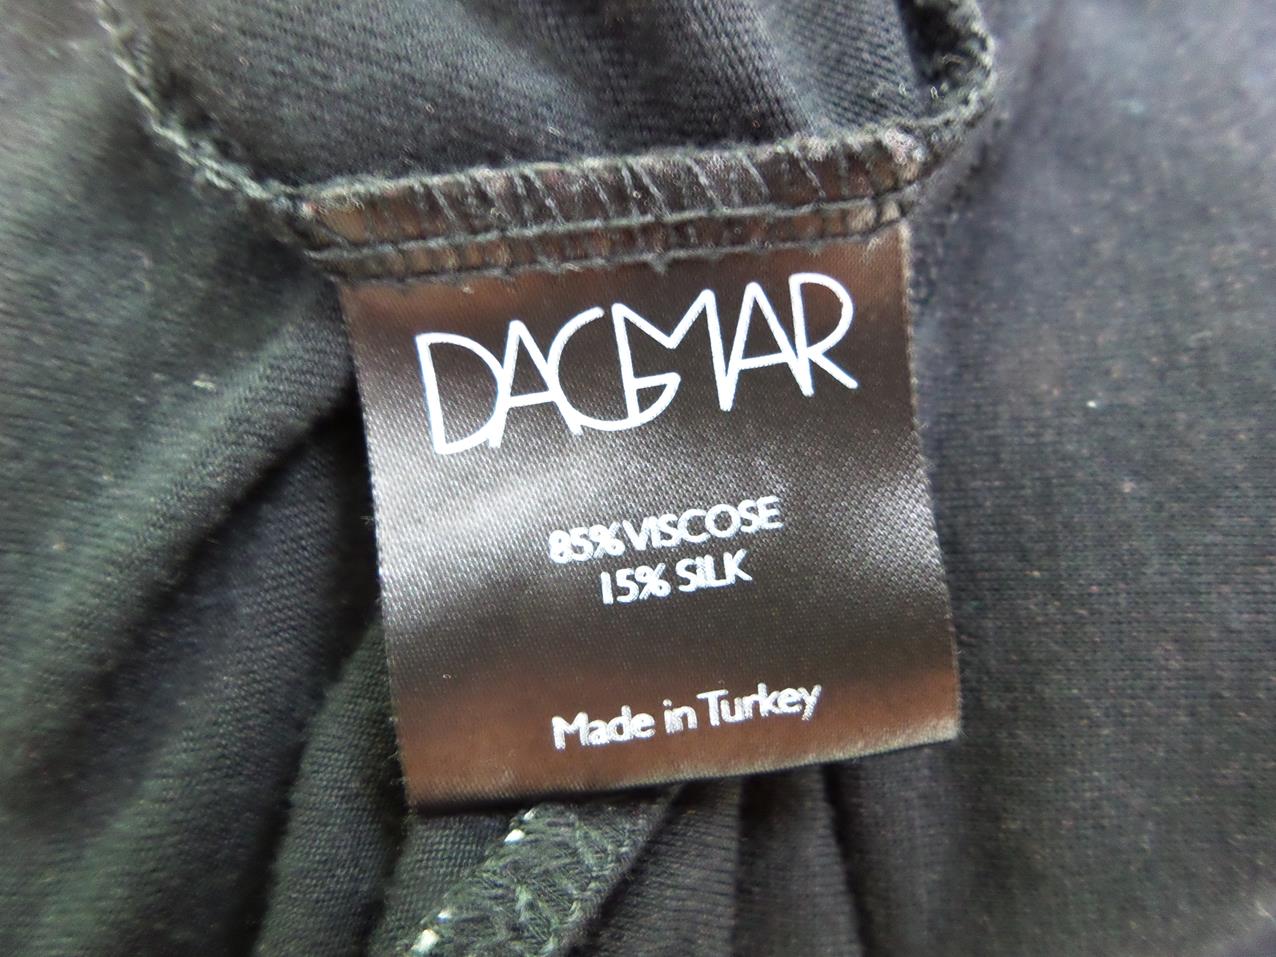 DAGMAR
85% VISCOSE
15% SILK
Made in Turkey